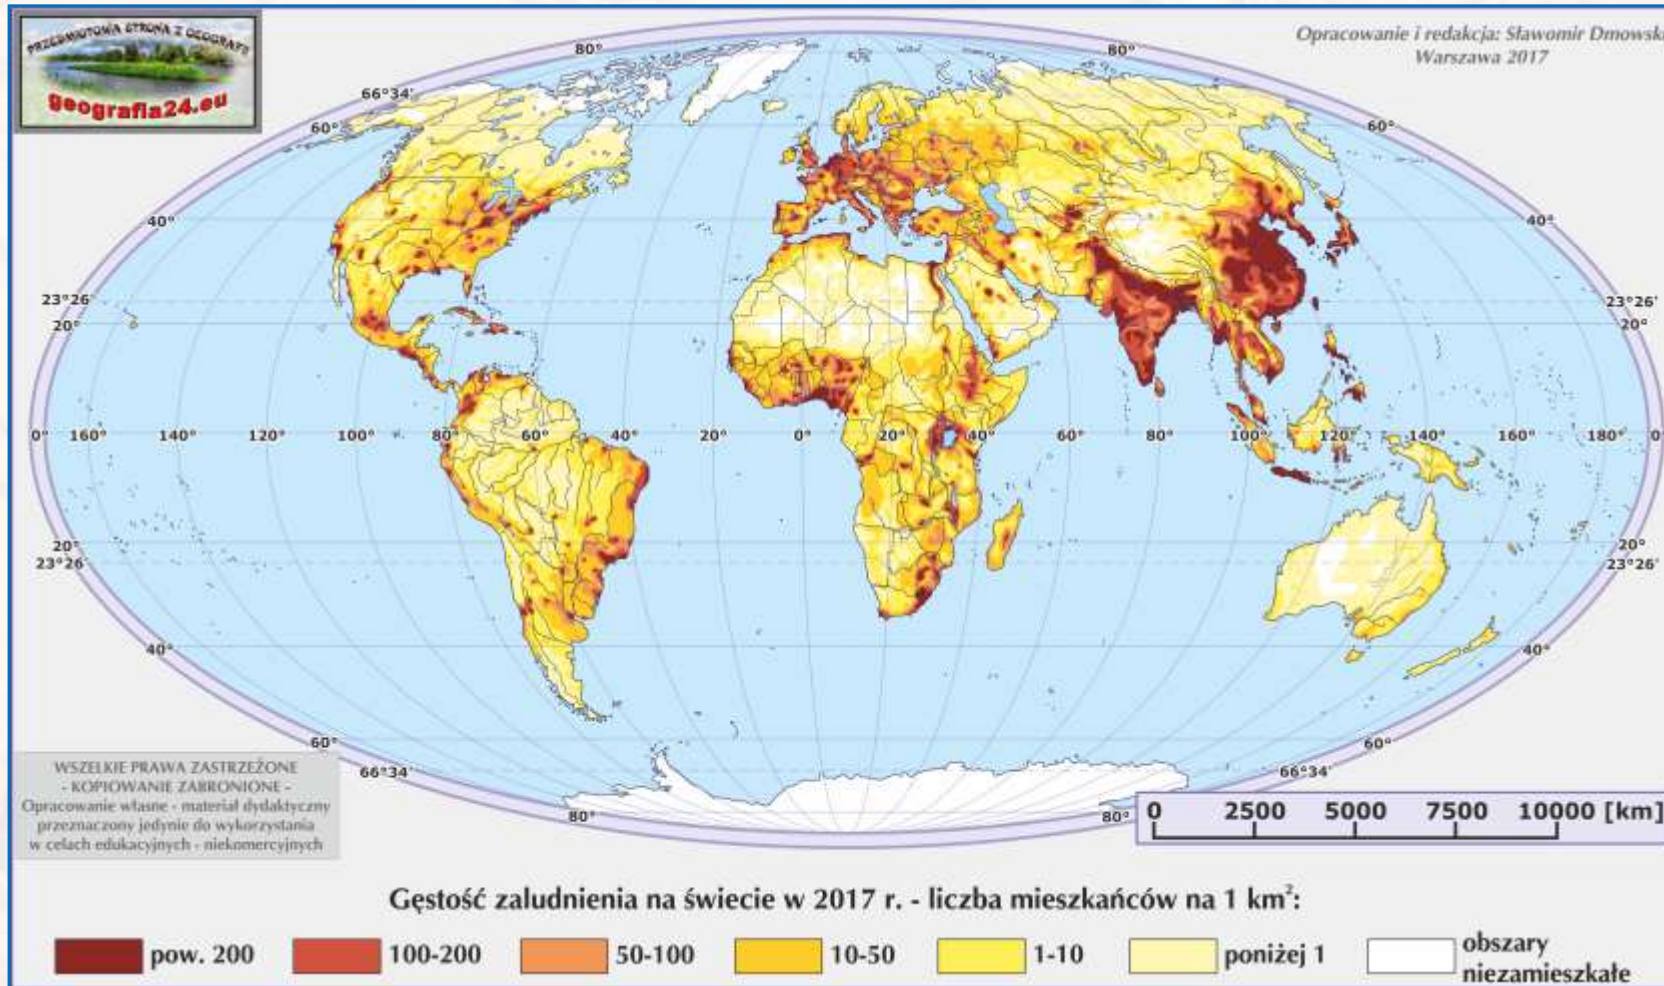 PRZEDMIOTOWA STRONA Z GEOGRAFII
geografia24.eu
Opracowanie i redakcja: Sławomir Dmowski
Warszawa 2017
80° 80°
66°34'
60° 60°
40° 40°
23°26' 23°26'
20° 20°
0° 160° 140° 120° 100° 80° 60° 40° 20° 0° 20° 40° 60° 80° 100° 120° 140° 160° 180° 0°
20° 20°
23°26' 23°26'
40° 40°
60° 60°
66°34' 66°34'
80° 80°
WSZELKIE PRAWA ZASTRZEŻONE
- KOPIOWANIE ZABRONIONE -
Opracowanie własne - materiał dydaktyczny
przeznaczony jedynie do wykorzystania
w celach edukacyjnych - niekomercyjnych
0 2500 5000 7500 10000 [km]
Gęstość zaludnienia na świecie w 2017 r. - liczba mieszkańców na 1 km²:
pow. 200 100-200 50-100 10-50 1-10 poniżej 1 obszary
niezamieszkałe